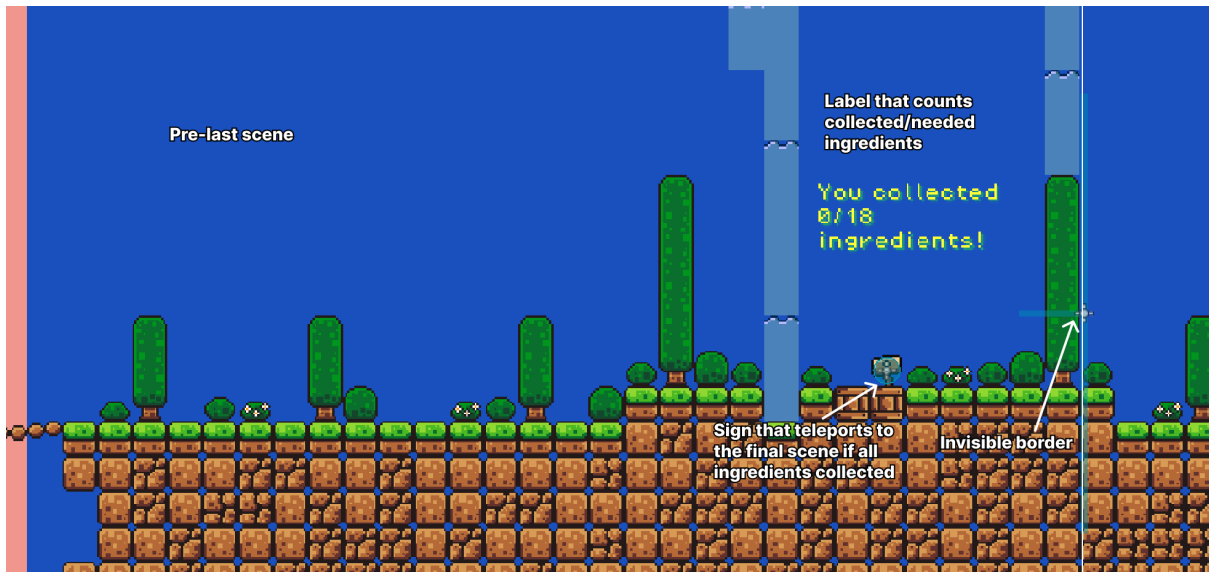 Pre-last scene
Label that counts
collected/needed
ingredients
You collected
0/18
ingredients!
Sign that teleports to
the final scene if all
ingredients collected
Invisible border